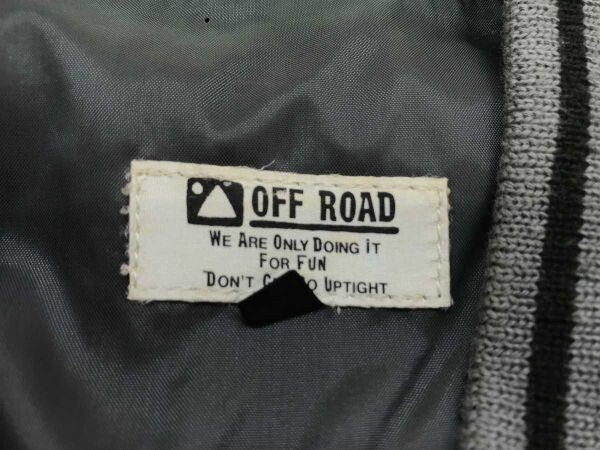 OFF ROAD
WE ARE ONLY DOING IT
FOR FUN
DON'T UPTIGHT